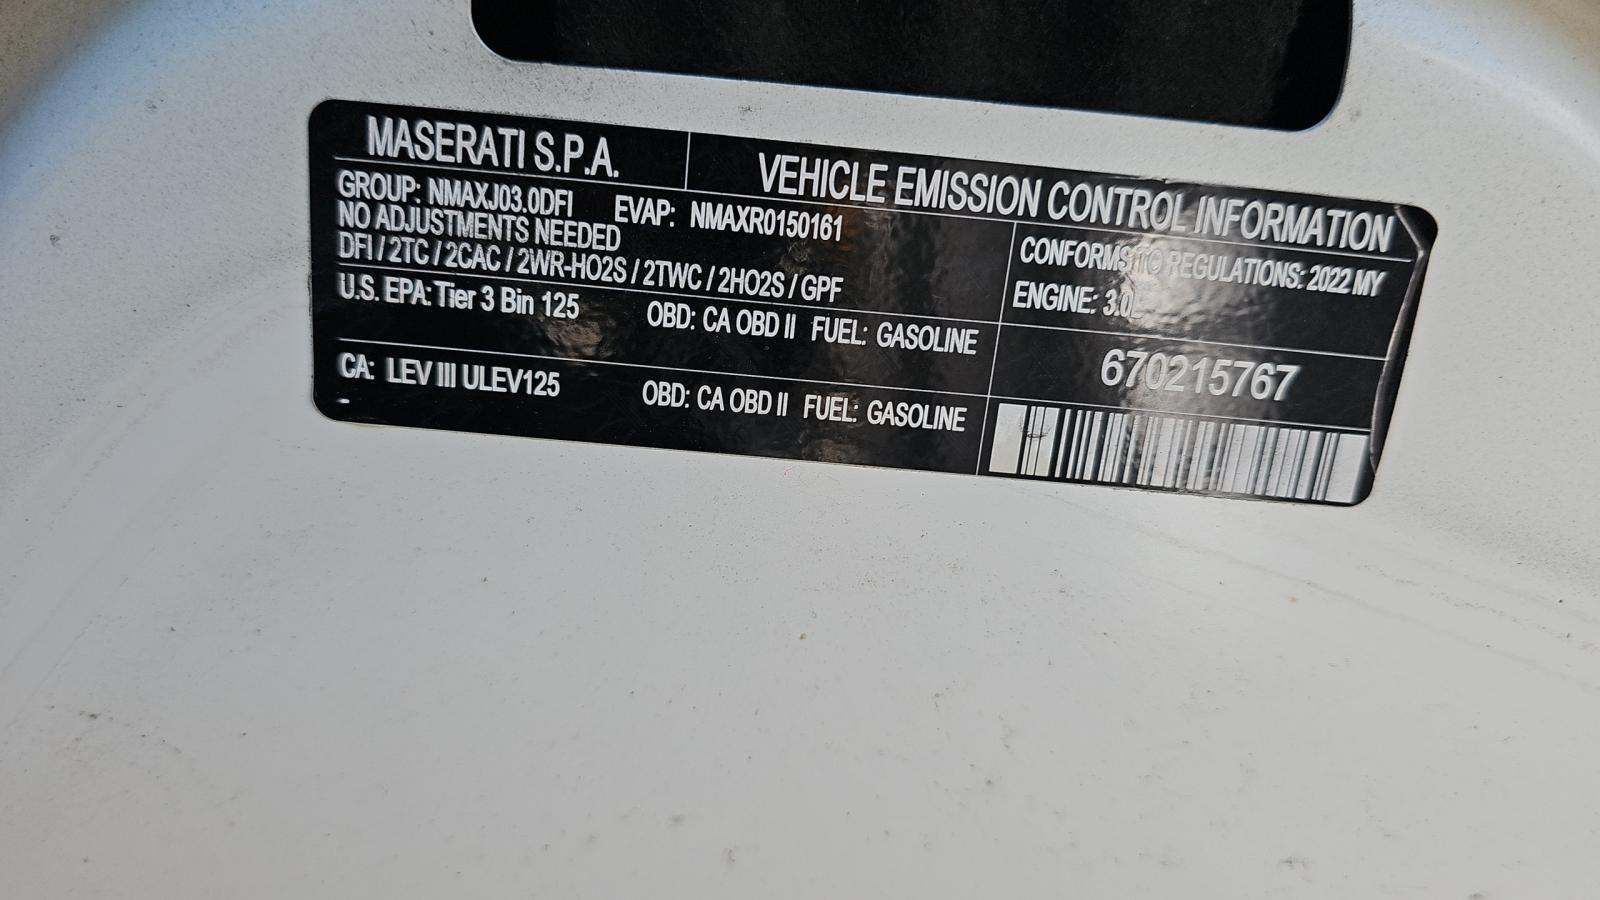 MASERATI S.P.A.
VEHICLE EMISSION CONTROL INFORMATION
GROUP: NMAXJ03.0DFI EVAP: NMAXR0150161
NO ADJUSTMENTS NEEDED
DFI / 2TC / 2CAC / 2WR-HO2S / 2TWC / 2HO2S / GPF
CONFORMS TO REGULATIONS: 2022 MY
ENGINE: 3.0L
U.S. EPA: Tier 3 Bin 125 OBD: CA OBD II FUEL: GASOLINE
670215767
CA: LEV III ULEV125 OBD: CA OBD II FUEL: GASOLINE